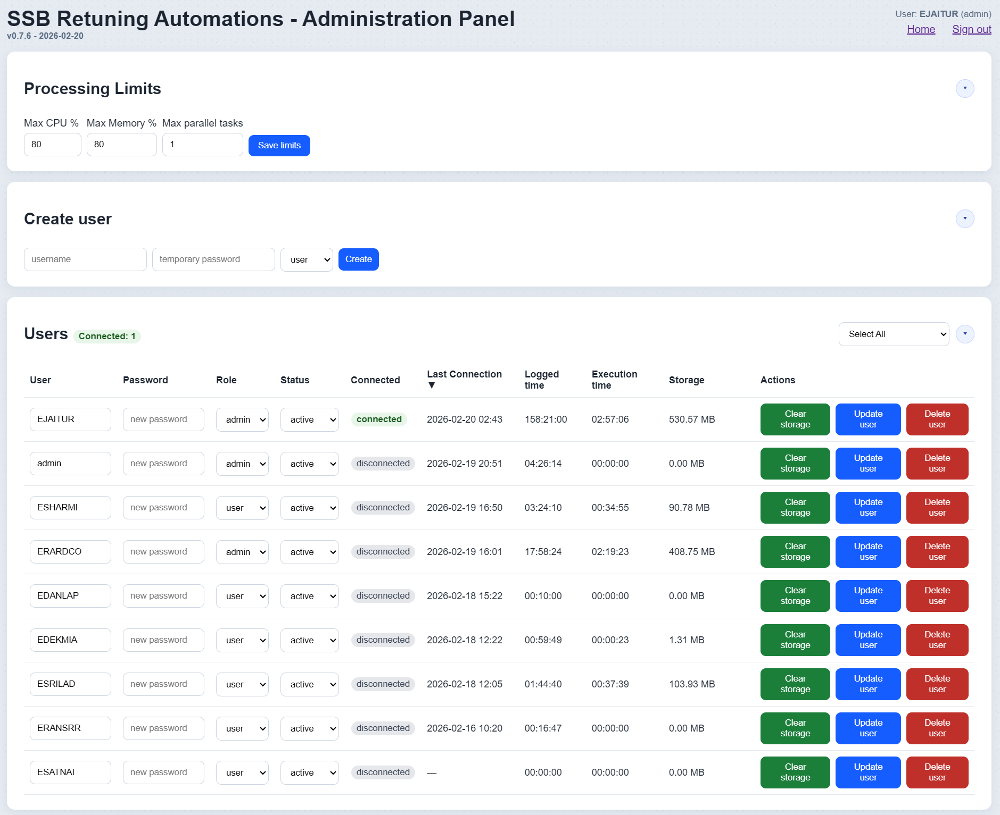 SSB Retuning Automations - Administration Panel
v0.7.6 - 2026-02-20
User: EJAITUR (admin)
Home Sign out
Processing Limits
▼
Max CPU % Max Memory % Max parallel tasks
80 80 1 Save limits
Create user
▼
username temporary password user Create
Users Connected: 1 Select All ▼
User Password Role Status Connected Last Connection ▼ Logged time Execution time Storage Actions
EJAITUR new password admin active connected 2026-02-20 02:43 158:21:00 02:57:06 530.57 MB Clear storage Update user Delete user
admin new password admin active disconnected 2026-02-19 20:51 04:26:14 00:00:00 0.00 MB Clear storage Update user Delete user
ESHARMI new password user active disconnected 2026-02-19 16:50 03:24:10 00:34:55 90.78 MB Clear storage Update user Delete user
ERARDCO new password admin active disconnected 2026-02-19 16:01 17:58:24 02:19:23 408.75 MB Clear storage Update user Delete user
EDANLAP new password user active disconnected 2026-02-18 15:22 00:10:00 00:00:00 0.00 MB Clear storage Update user Delete user
EDEKMIA new password user active disconnected 2026-02-18 12:22 00:59:49 00:00:23 1.31 MB Clear storage Update user Delete user
ESRILAD new password user active disconnected 2026-02-18 12:05 01:44:40 00:37:39 103.93 MB Clear storage Update user Delete user
ERANSRR new password user active disconnected 2026-02-16 10:20 00:16:47 00:00:00 0.00 MB Clear storage Update user Delete user
ESATNAI new password user active disconnected — 00:00:00 00:00:00 0.00 MB Clear storage Update user Delete user